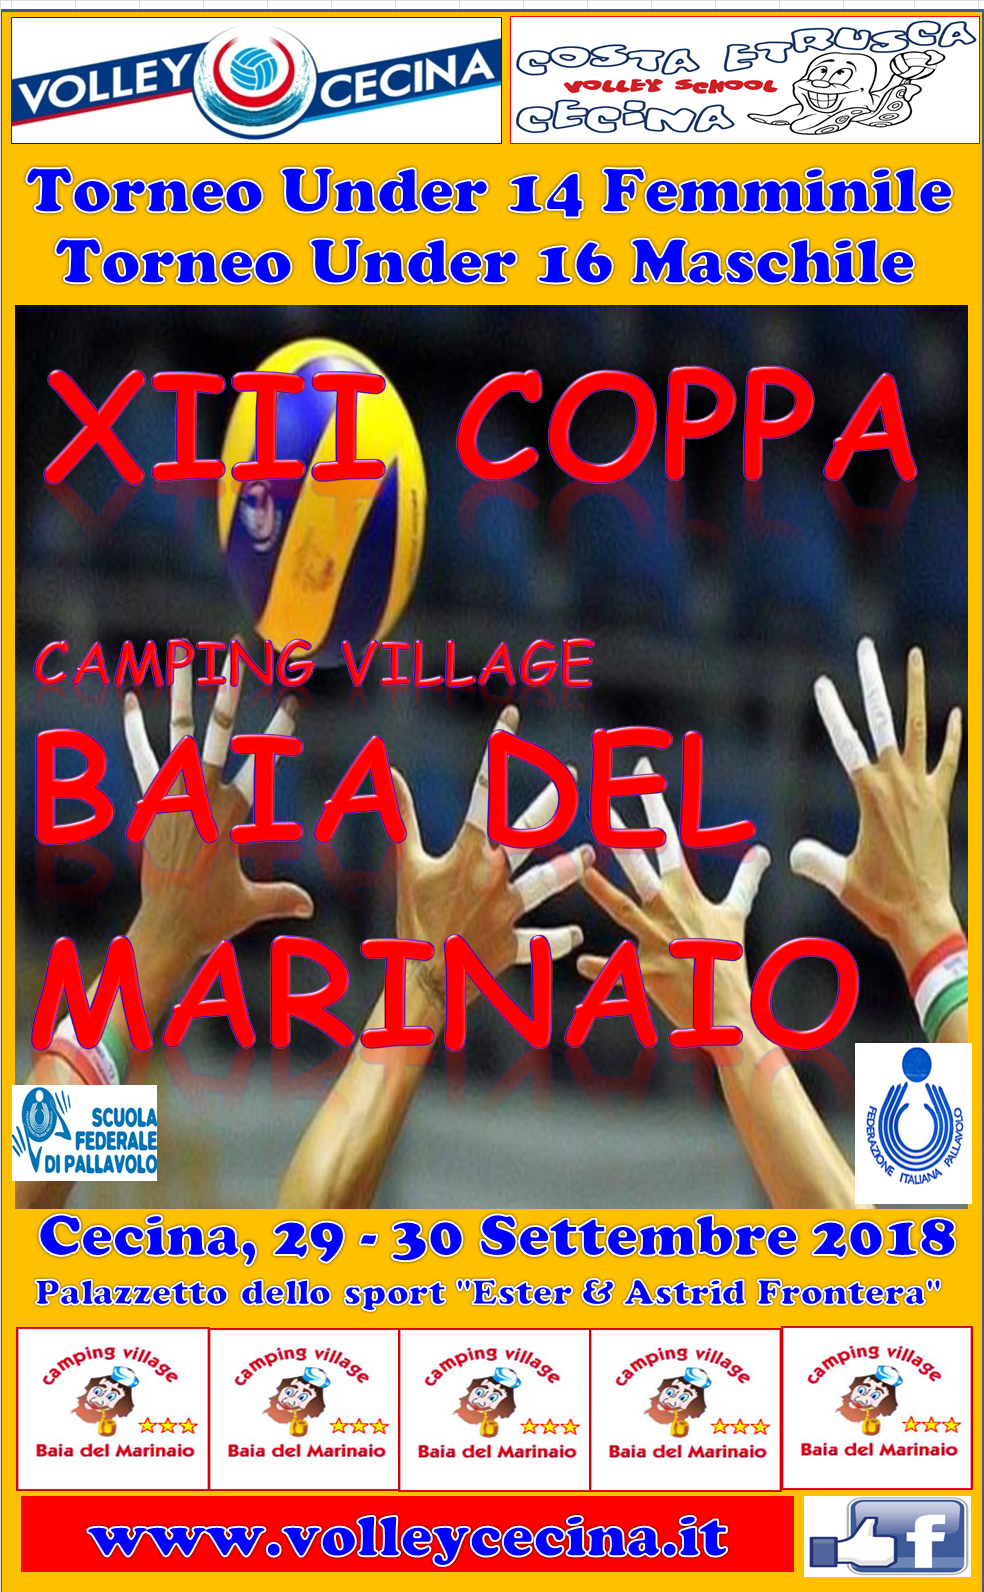 VOLLEY CECINA
COSTA ETRUSCA
VOLLEY SCHOOL
CECINA
Torneo Under 14 Femminile
Torneo Under 16 Maschile
XIII COPPA
CAMPING VILLAGE
BAIA DEL
MARINAIO
SCUOLA
FEDERALE
DI PALLAVOLO
FEDERAZIONE ITALIANA PALLAVOLO
Cecina, 29 - 30 Settembre 2018
Palazzetto dello sport "Ester & Astrid Frontera"
camping village
Baia del Marinaio
camping village
Baia del Marinaio
camping village
Baia del Marinaio
camping village
Baia del Marinaio
camping village
Baia del Marinaio
www.volleycecina.it
f